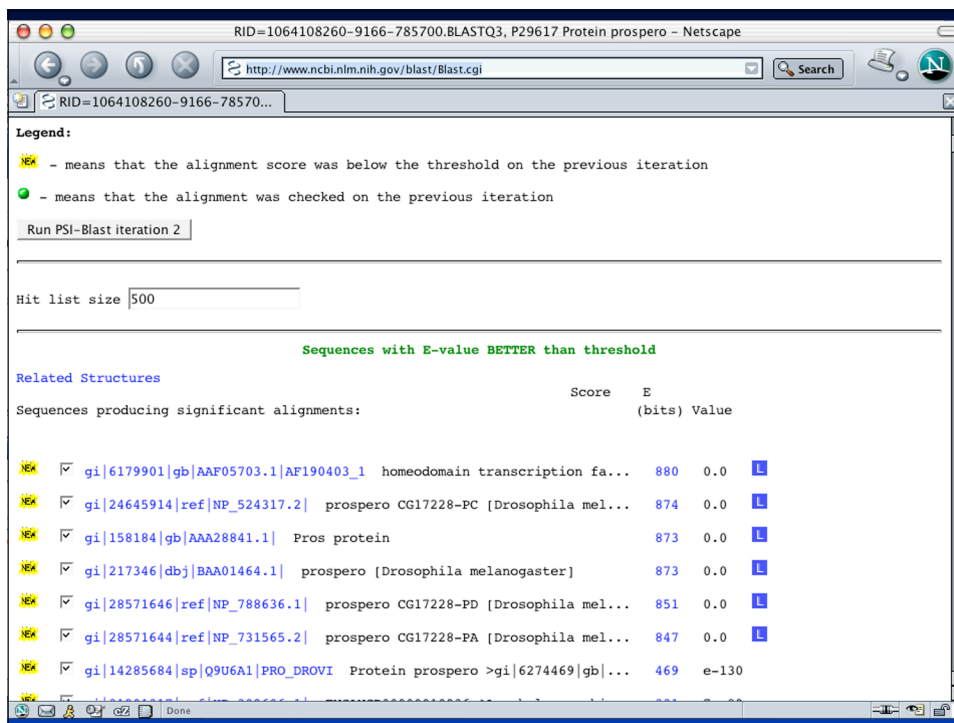 RID=1064108260-9166-785700.BLASTQ3, P29617 Protein prospero - Netscape
http://www.ncbi.nlm.nih.gov/blast/Blast.cgi
Search
N
RID=1064108260-9166-78570...
Legend:
NEW - means that the alignment score was below the threshold on the previous iteration
- means that the alignment was checked on the previous iteration
Run PSI-Blast iteration 2
Hit list size 500
Sequences with E-value BETTER than threshold
Related Structures
Score E
Sequences producing significant alignments: (bits) Value
NEW gi|6179901|gb|AAF05703.1|AF190403_1 homeodomain transcription fa... 880 0.0 L
NEW gi|24645914|ref|NP_524317.2| prospero CG17228-PC [Drosophila mel... 874 0.0 L
NEW gi|158184|gb|AAA28841.1| Pros protein 873 0.0 L
NEW gi|217346|dbj|BAA01464.1| prospero [Drosophila melanogaster] 873 0.0 L
NEW gi|28571646|ref|NP_788636.1| prospero CG17228-PD [Drosophila mel... 851 0.0 L
NEW gi|28571644|ref|NP_731565.2| prospero CG17228-PA [Drosophila mel... 847 0.0 L
NEW gi|14285684|sp|Q9U6A1|PRO_DROVI Protein prospero >gi|6274469|gb|... 469 e-130
Done